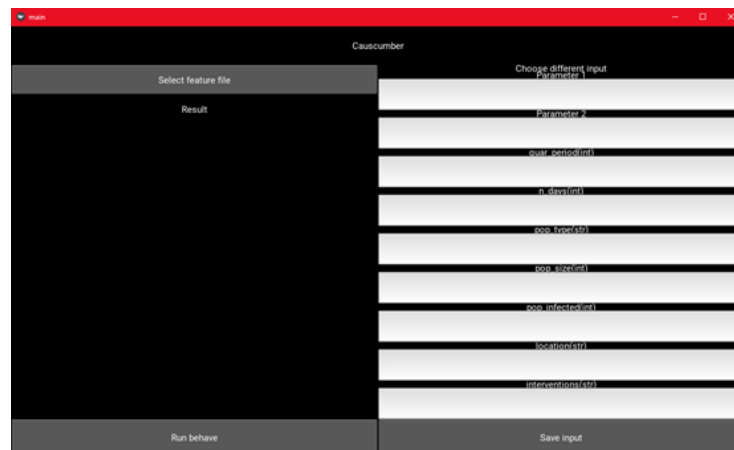 main
Causcumber
Select feature file
Result
Run behave
Choose different input
Parameter 1
Parameter 2
quar_period(int)
n_days(int)
pop_type(str)
pop_size(int)
pop_infected(int)
location(str)
interventions(str)
Save input